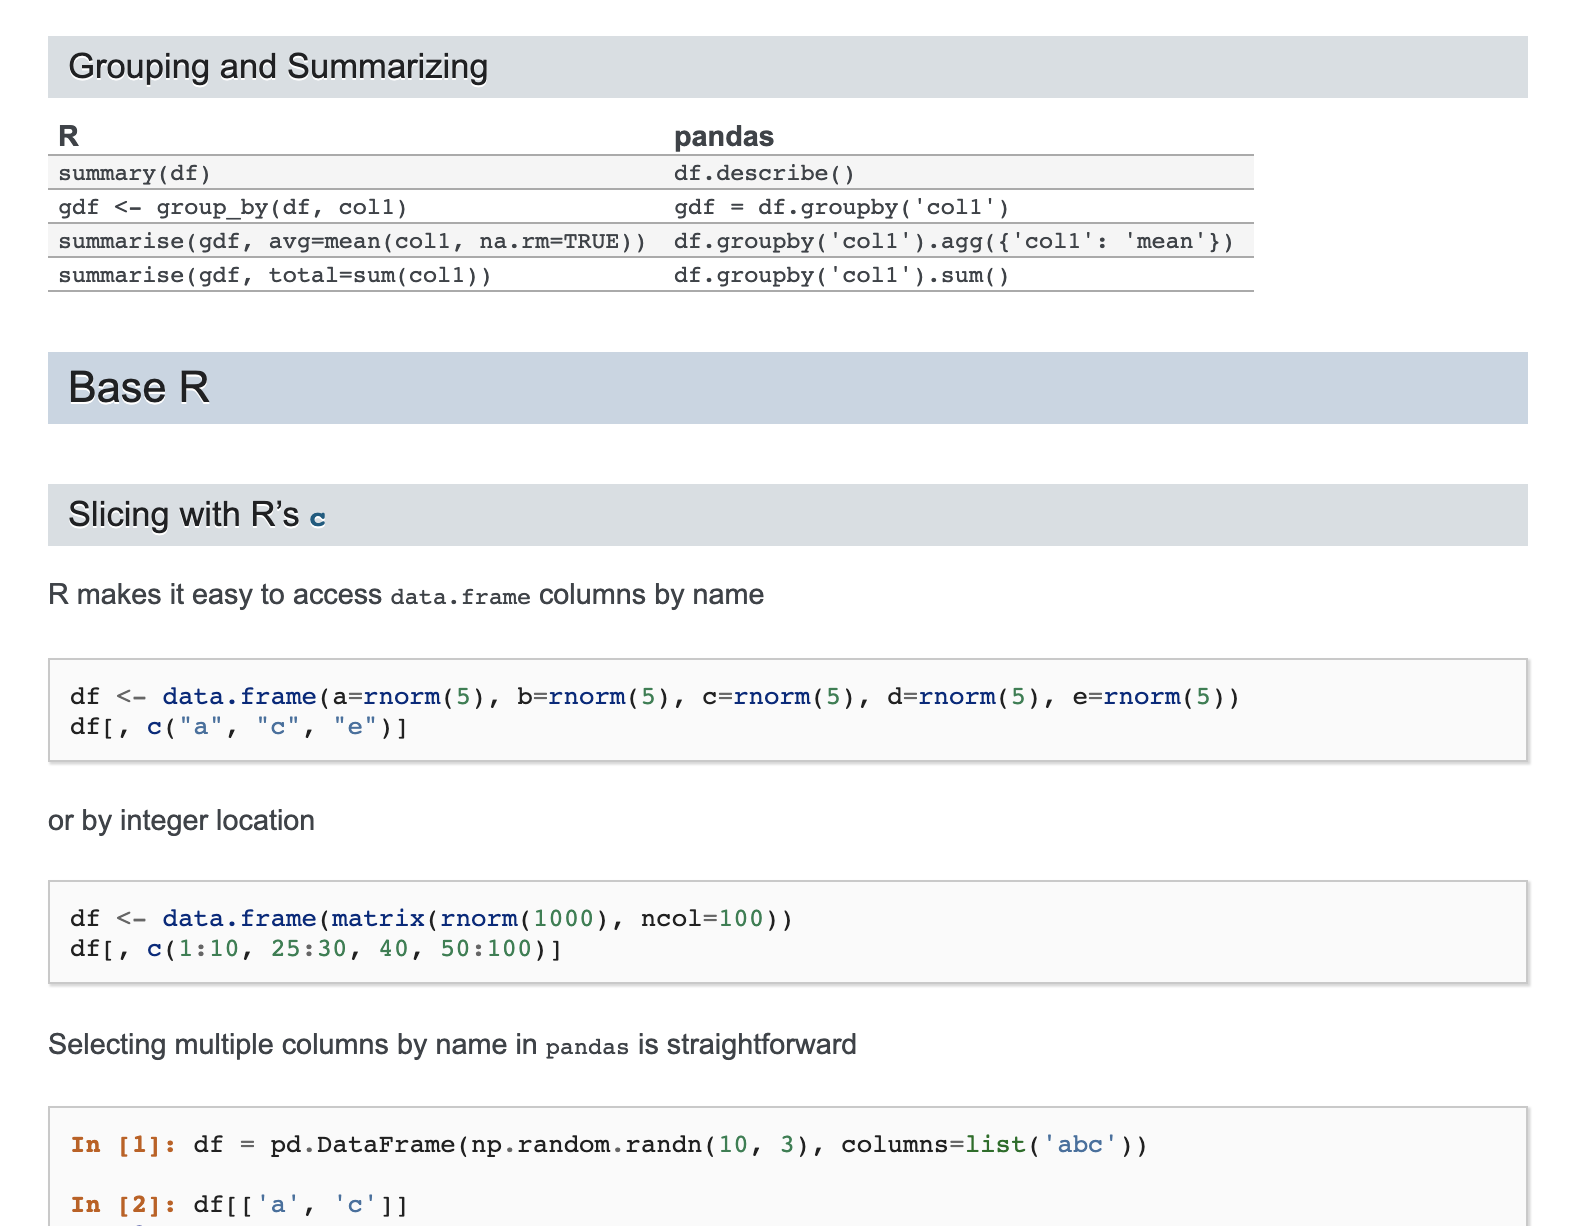 Grouping and Summarizing
R pandas
summary(df) df.describe()
gdf <- group_by(df, col1) gdf = df.groupby('col1')
summarise(gdf, avg=mean(col1, na.rm=TRUE)) df.groupby('col1').agg({'col1': 'mean'})
summarise(gdf, total=sum(col1)) df.groupby('col1').sum()
Base R
Slicing with R’s c
R makes it easy to access data.frame columns by name
df <- data.frame(a=rnorm(5), b=rnorm(5), c=rnorm(5), d=rnorm(5), e=rnorm(5))
df[, c("a", "c", "e")]
or by integer location
df <- data.frame(matrix(rnorm(1000), ncol=100))
df[, c(1:10, 25:30, 40, 50:100)]
Selecting multiple columns by name in pandas is straightforward
In [1]: df = pd.DataFrame(np.random.randn(10, 3), columns=list('abc'))
In [2]: df[['a', 'c']]